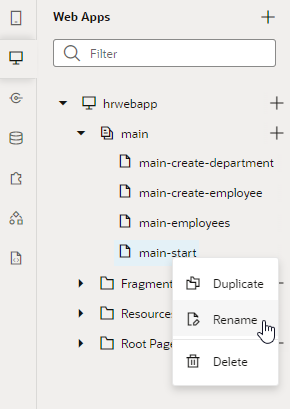 Web Apps
Filter
hrwebapp
main
main-create-department
main-create-employee
main-employees
main-start
Fragment
Duplicate
Resource
Rename
Root Page
Delete